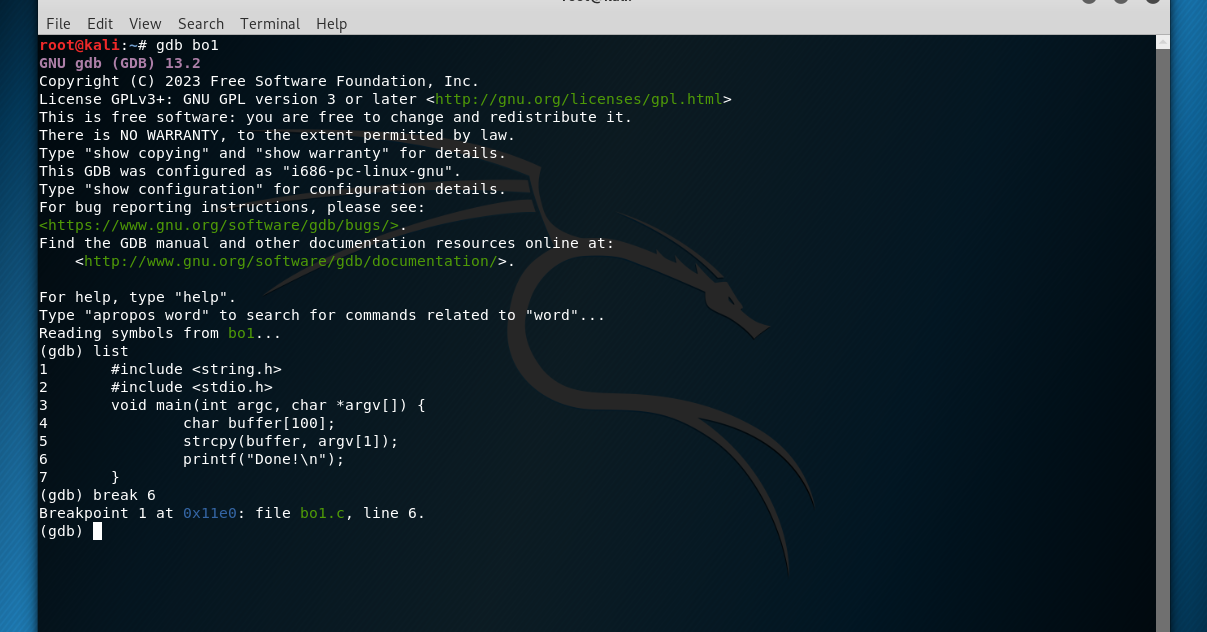 File Edit View Search Terminal Help
root@kali:~# gdb bo1
GNU gdb (GDB) 13.2
Copyright (C) 2023 Free Software Foundation, Inc.
License GPLv3+: GNU GPL version 3 or later <http://gnu.org/licenses/gpl.html>
This is free software: you are free to change and redistribute it.
There is NO WARRANTY, to the extent permitted by law.
Type "show copying" and "show warranty" for details.
This GDB was configured as "i686-pc-linux-gnu".
Type "show configuration" for configuration details.
For bug reporting instructions, please see:
<https://www.gnu.org/software/gdb/bugs/>.
Find the GDB manual and other documentation resources online at:
    <http://www.gnu.org/software/gdb/documentation/>.
For help, type "help".
Type "apropos word" to search for commands related to "word"...
Reading symbols from bo1...
(gdb) list
1       #include <string.h>
2       #include <stdio.h>
3       void main(int argc, char *argv[]) {
4               char buffer[100];
5               strcpy(buffer, argv[1]);
6               printf("Done!\n");
7       }
(gdb) break 6
Breakpoint 1 at 0x11e0: file bo1.c, line 6.
(gdb)